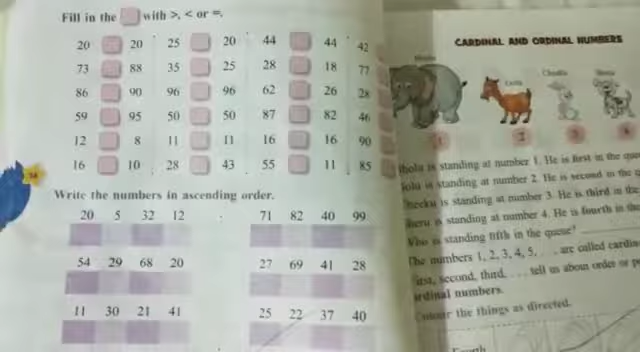 Fill in the with >, < or =.
20 20 25 20 44 44 42
73 88 35 25 28 18 77
86 90 96 96 62 26 28
59 95 50 50 87 82 46
12 8 11 11 16 16 90
16 10 28 43 55 11 85
Write the numbers in ascending order.
20 5 32 12 71 82 40 99
54 29 68 20 27 69 41 28
11 30 21 41 25 22 37 40
CARDINAL AND ORDINAL NUMBERS
1 2 3 4
is standing at number 1. He is first in the
is standing at number 2. He is second in the
is standing at number 3. He is third in the
is standing at number 4. He is fourth in the
Who is standing fifth in the queue?
The numbers 1, 2, 3, 4, 5, . . . are called
first, second, third, . . . tell us about order or
ordinal numbers.
Colour the things as directed.
Fourth